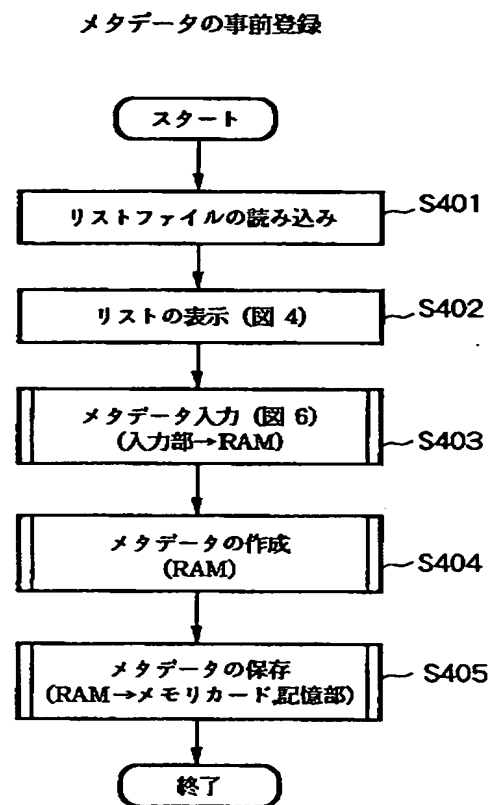 メタデータの事前登録
スタート
リストファイルの読み込み
S401
リストの表示 (図 4)
S402
メタデータ入力 (図 6)
(入力部→RAM)
S403
メタデータの作成
(RAM)
S404
メタデータの保存
(RAM→メモリカード,記憶部)
S405
終了